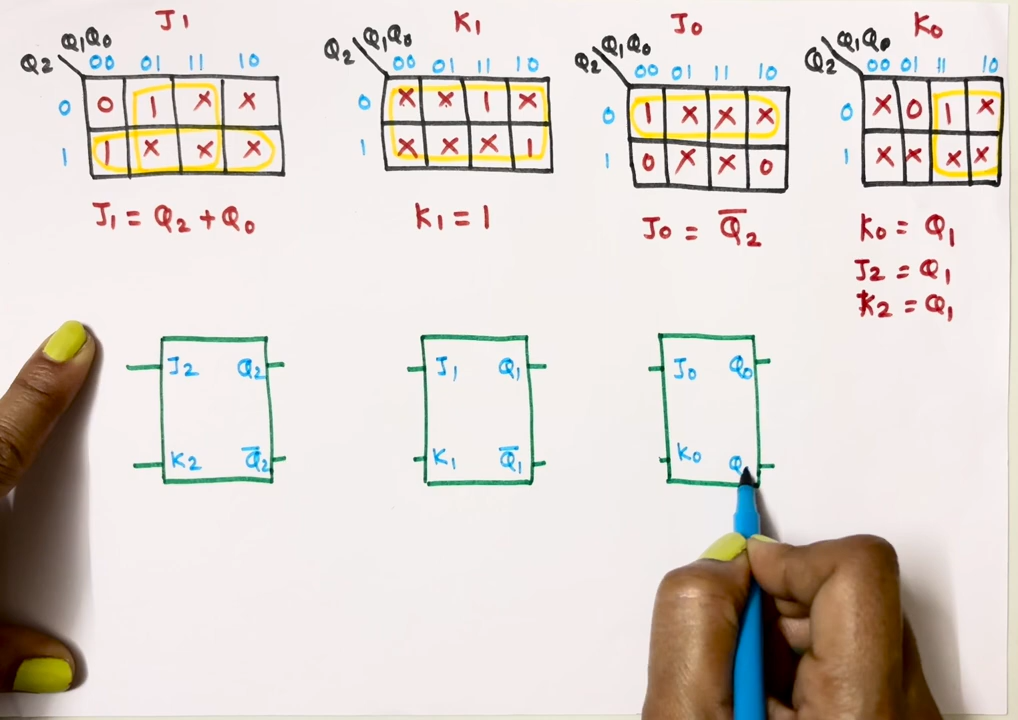 J₁
Q₂ Q₁Q₀
00 01 11 10
0 0 1 X X
1 1 X X X
J₁ = Q₂ + Q₀
K₁
Q₂ Q₁Q₀
00 01 11 10
0 X X 1 X
1 X X X 1
K₁ = 1
J₀
Q₂ Q₁Q₀
00 01 11 10
0 1 X X X
1 0 X X 0
J₀ = Q̅₂
K₀
Q₂ Q₁Q₀
00 01 11 10
0 X 0 1 X
1 X X X X
K₀ = Q₁
J₂ = Q₁
K₂ = Q₁
J₂ Q₂
K₂ Q̅₂
J₁ Q₁
K₁ Q̅₁
J₀ Q₀
K₀ Q